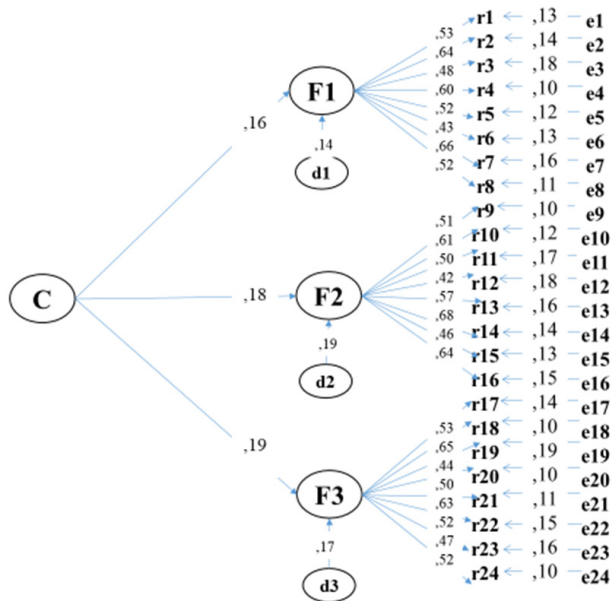 ,53 r1 ,13 e1
,64 r2 ,14 e2
,48 r3 ,18 e3
,60 r4 ,10 e4
,52 r5 ,12 e5
,43 r6 ,13 e6
,66 r7 ,16 e7
,52 r8 ,11 e8
F1
,16
,14
d1
,51 r9 ,10 e9
,61 r10 ,12 e10
,50 r11 ,17 e11
,42 r12 ,18 e12
,57 r13 ,16 e13
,68 r14 ,14 e14
,46 r15 ,13 e15
,64 r16 ,15 e16
C
,18
F2
,19
d2
,53 r17 ,14 e17
,65 r18 ,10 e18
,44 r19 ,19 e19
,50 r20 ,10 e20
,63 r21 ,11 e21
,52 r22 ,15 e22
,47 r23 ,16 e23
,52 r24 ,10 e24
,19
F3
,17
d3